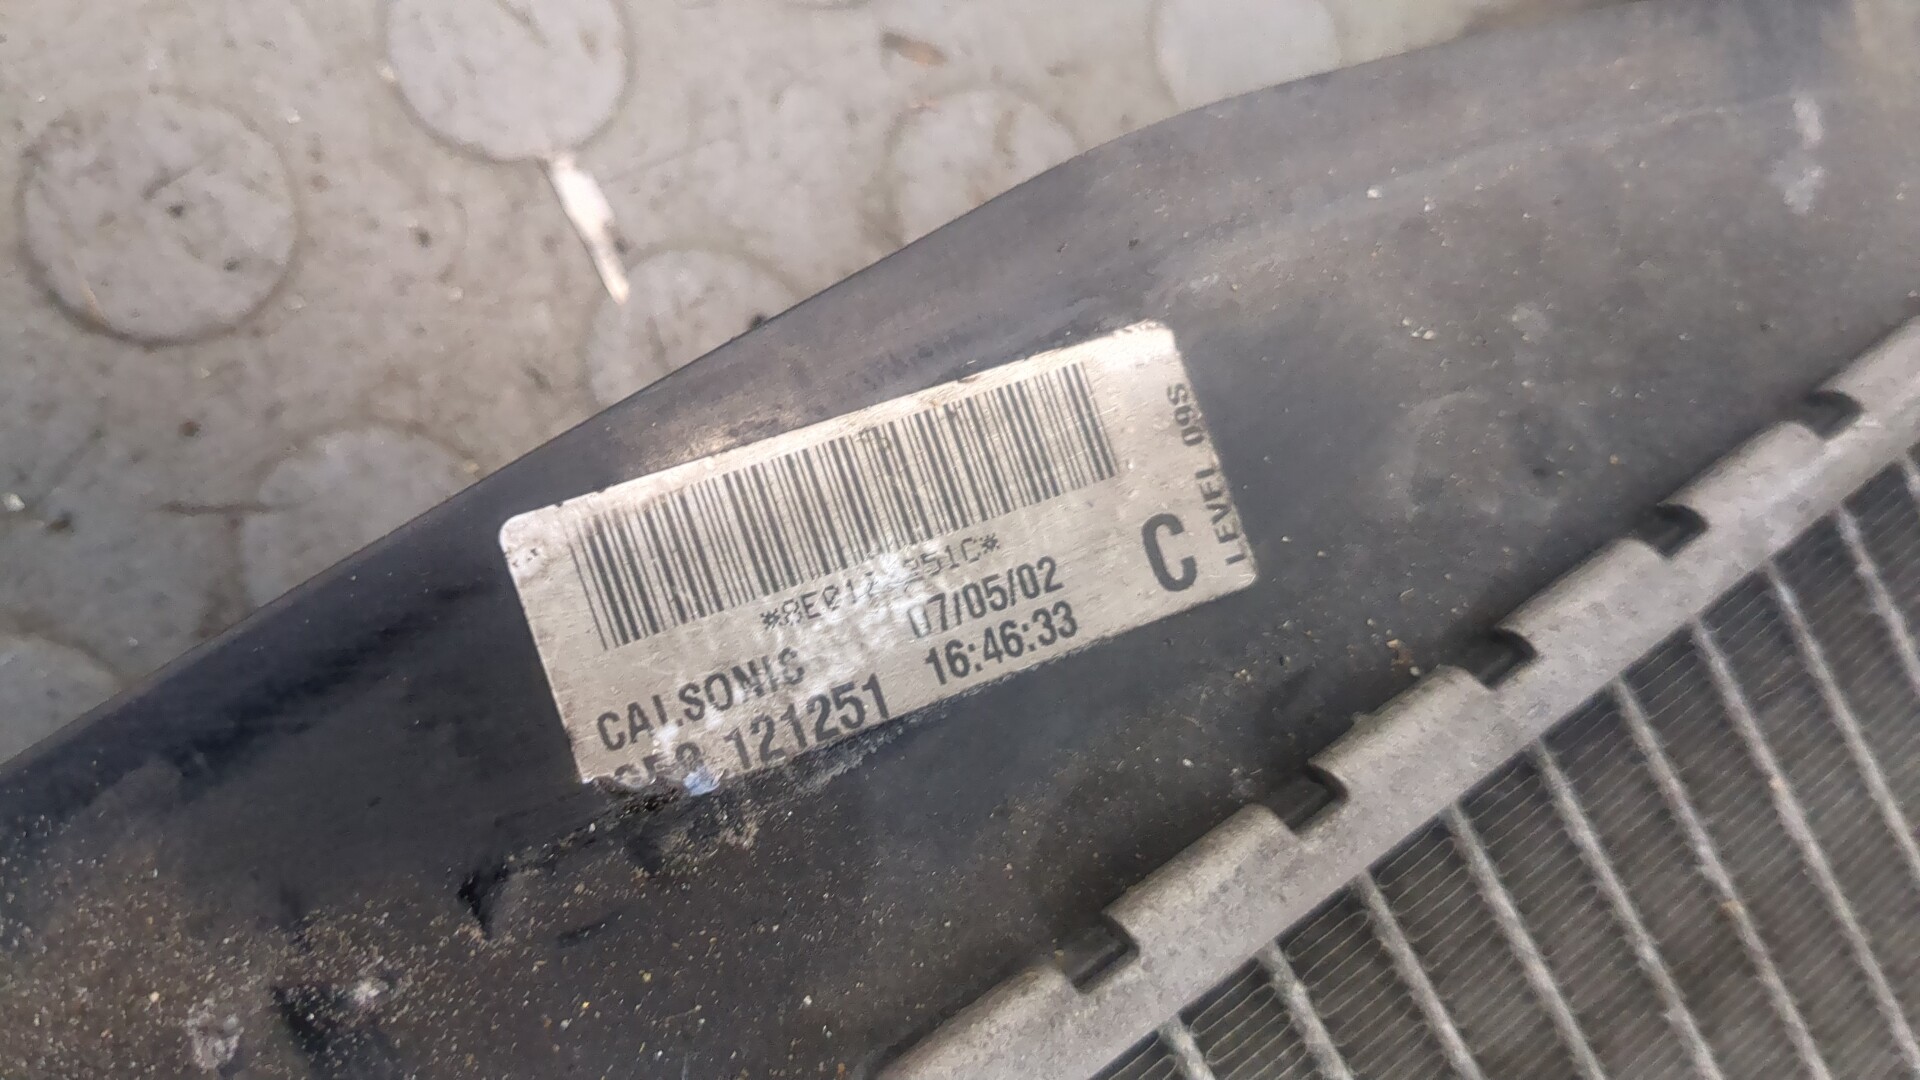 07/05/02
CALSONIC
16:46:33
121251
C
LEVEL 09S